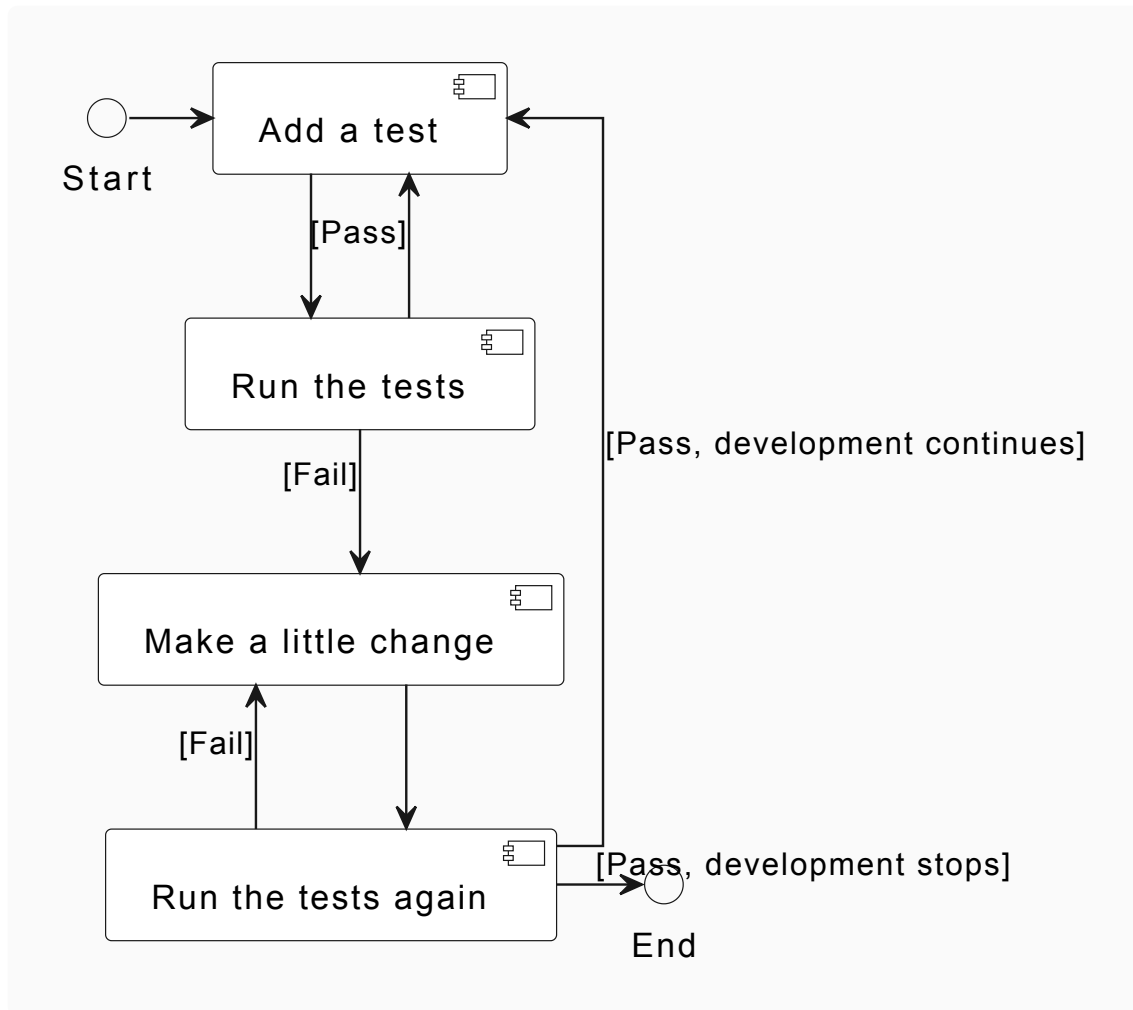 Add a test
Start
[Pass]
Run the tests
[Pass, development continues]
[Fail]
Make a little change
[Fail]
[Pass, development stops]
Run the tests again
End